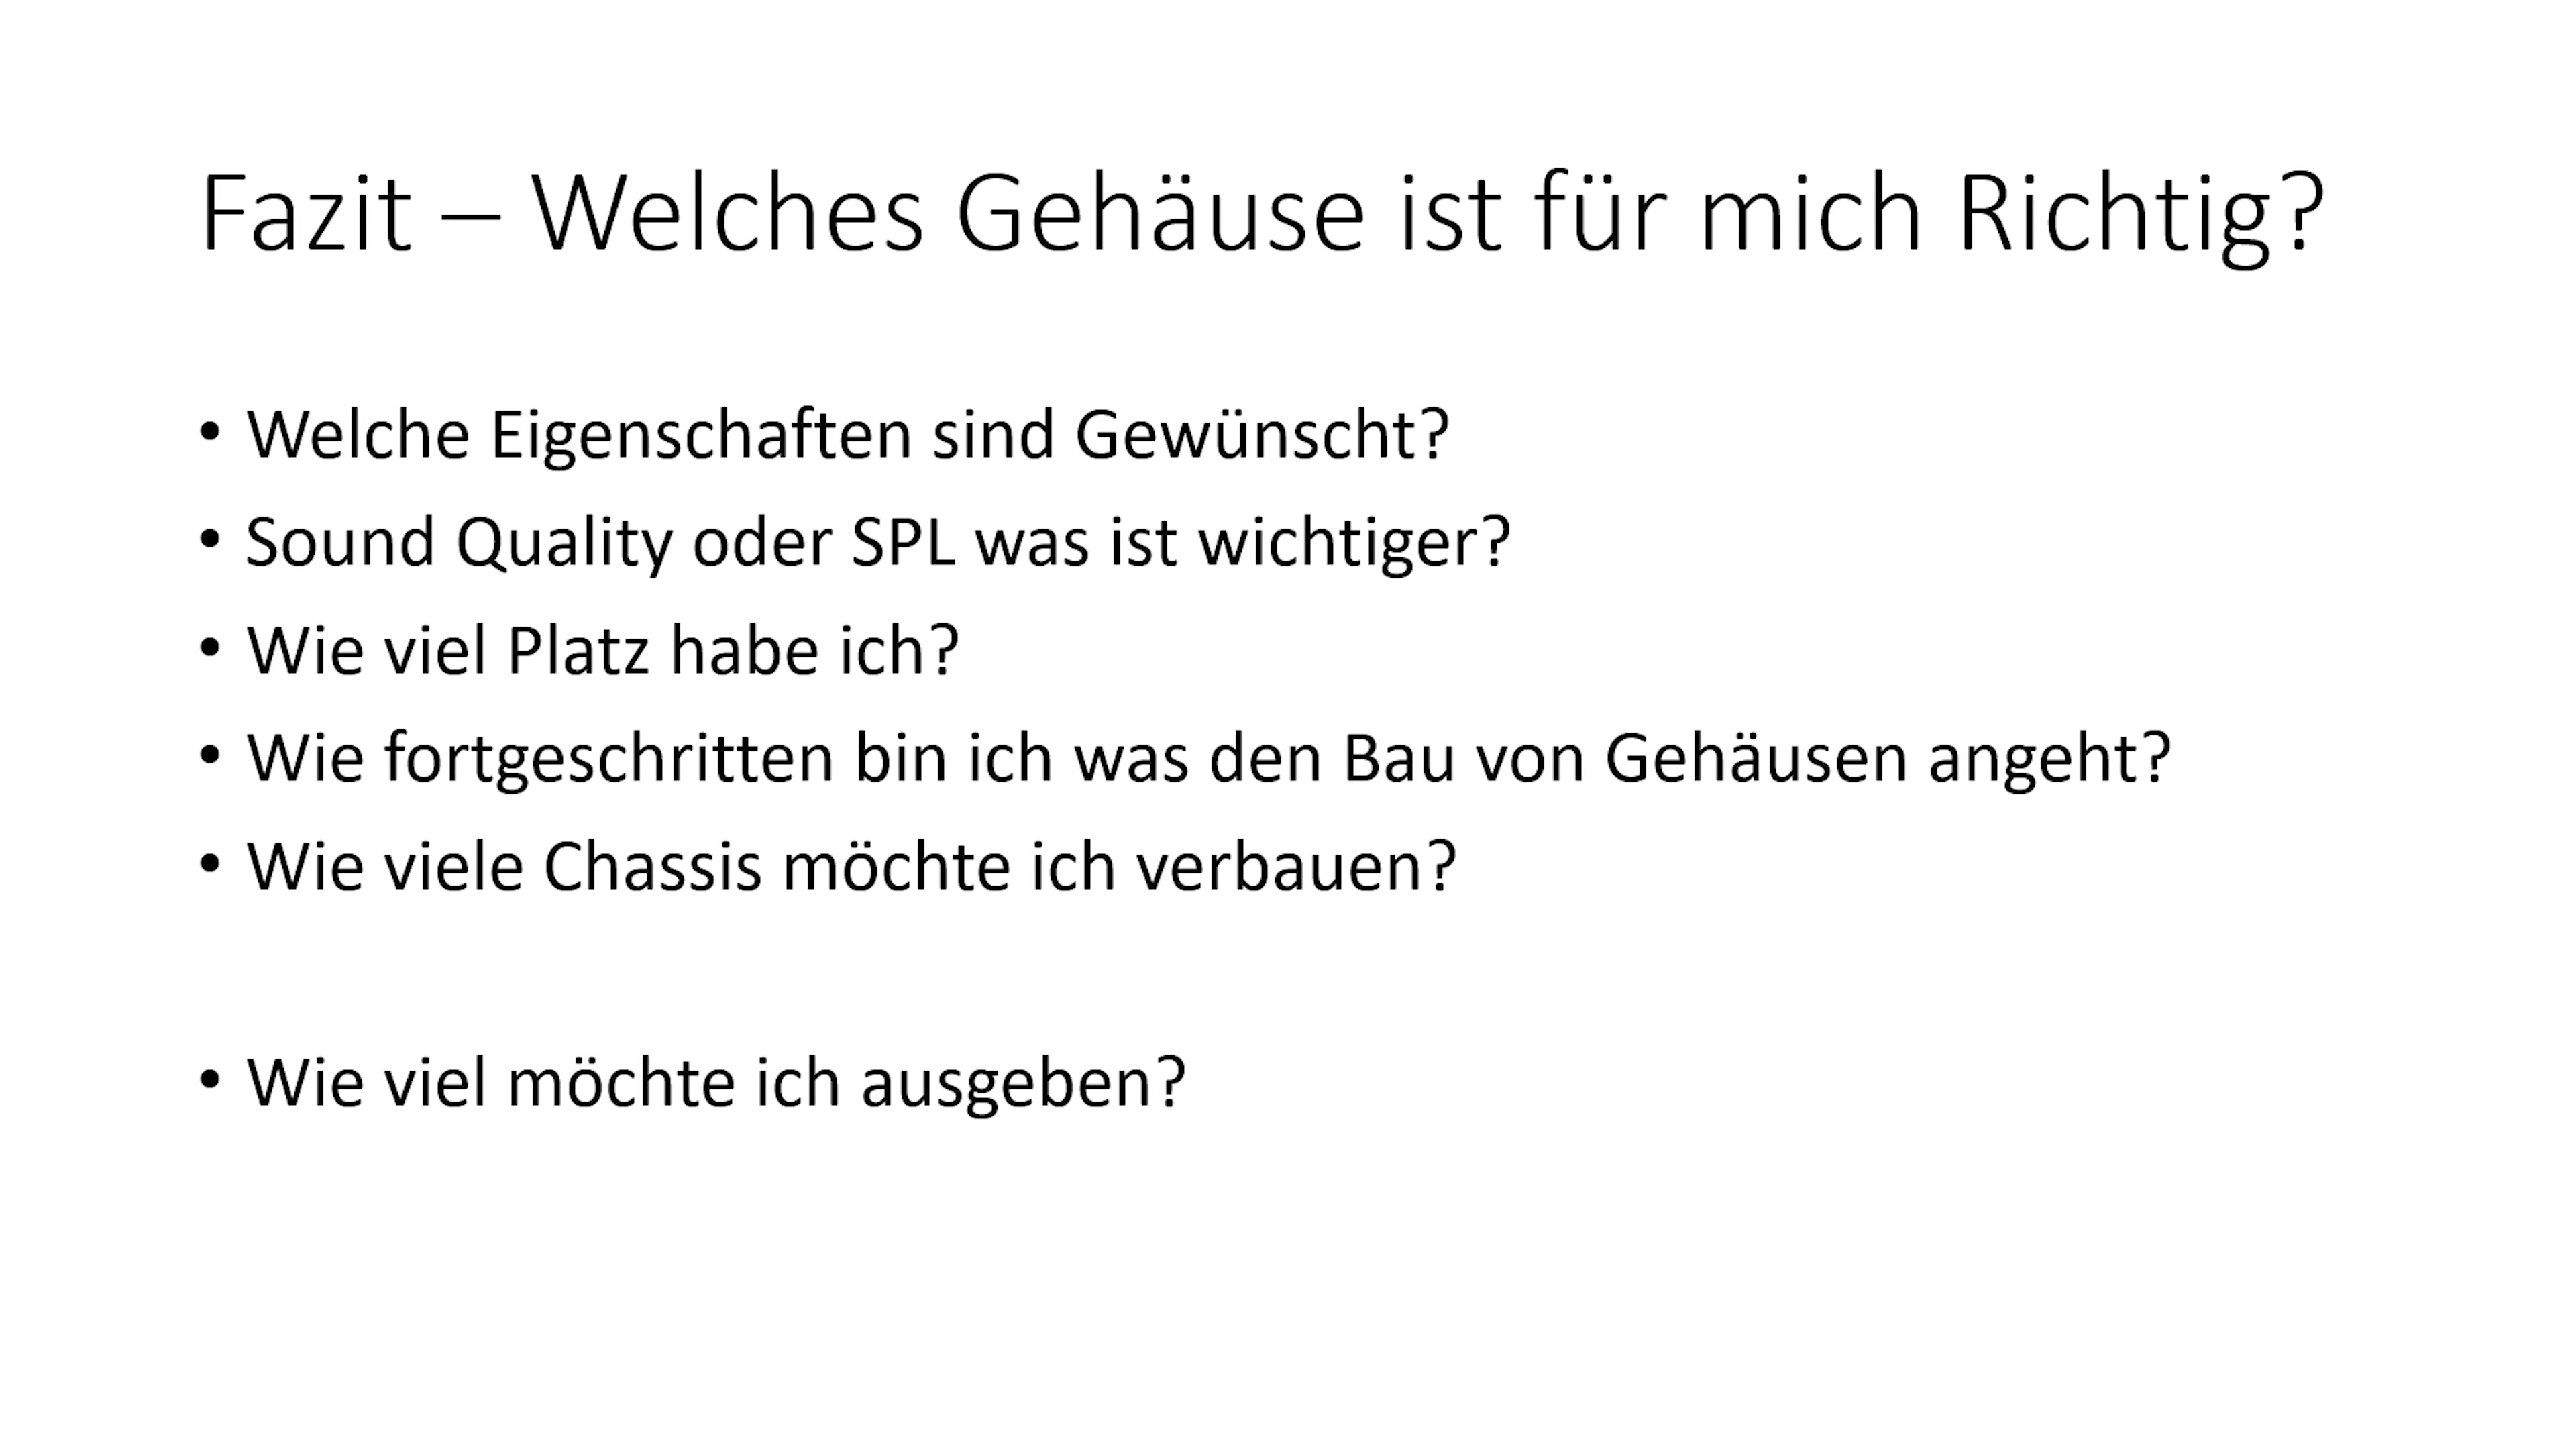 Fazit – Welches Gehäuse ist für mich Richtig?
• Welche Eigenschaften sind Gewünscht?
• Sound Quality oder SPL was ist wichtiger?
• Wie viel Platz habe ich?
• Wie fortgeschritten bin ich was den Bau von Gehäusen angeht?
• Wie viele Chassis möchte ich verbauen?
• Wie viel möchte ich ausgeben?